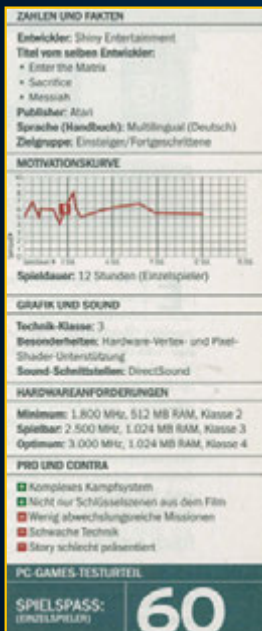 ZAHLEN UND FAKTEN
Entwickler: Shiny Entertainment
Titel vom selben Entwickler:
• Enter the Matrix
• Sacrifice
• Messiah
Publisher: Atari
Sprache (Handbuch): Multilingual (Deutsch)
Zielgruppe: Einsteiger/Fortgeschrittene
MOTIVATIONSKURVE
Spieldauer: 12 Stunden (Einzelspieler)
GRAFIK UND SOUND
Technik-Klasse: 3
Besonderheiten: Hardware-Vertex- und Pixel-
Shader-Unterstützung
Sound-Schnittstellen: DirectSound
HARDWAREANFORDERUNGEN
Minimum: 1.800 MHz, 512 MB RAM, Klasse 2
Spielbar: 2.500 MHz, 1.024 MB RAM, Klasse 3
Optimum: 3.000 MHz, 1.024 MB RAM, Klasse 4
PRO UND CONTRA
Komplexes Kampfsystem
Nicht nur Schlüsselszenen aus dem Film
Wenig abwechslungsreiche Missionen
Schwache Technik
Story schlecht präsentiert
PC-GAMES-TESTURTEIL
SPIELSPASS:
(EINZELSPIELER)
60